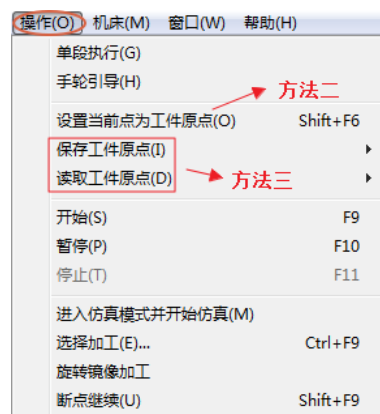 操作(O) 机床(M) 窗口(W) 帮助(H)
单段执行(G)
手轮引导(H)
方法二
设置当前点为工件原点(O) Shift+F6
保存工件原点(I)
读取工件原点(D)
方法三
开始(S) F9
暂停(P) F10
停止(T) F11
进入仿真模式并开始仿真(M)
选择加工(E)... Ctrl+F9
旋转镜像加工
断点继续(U) Shift+F9